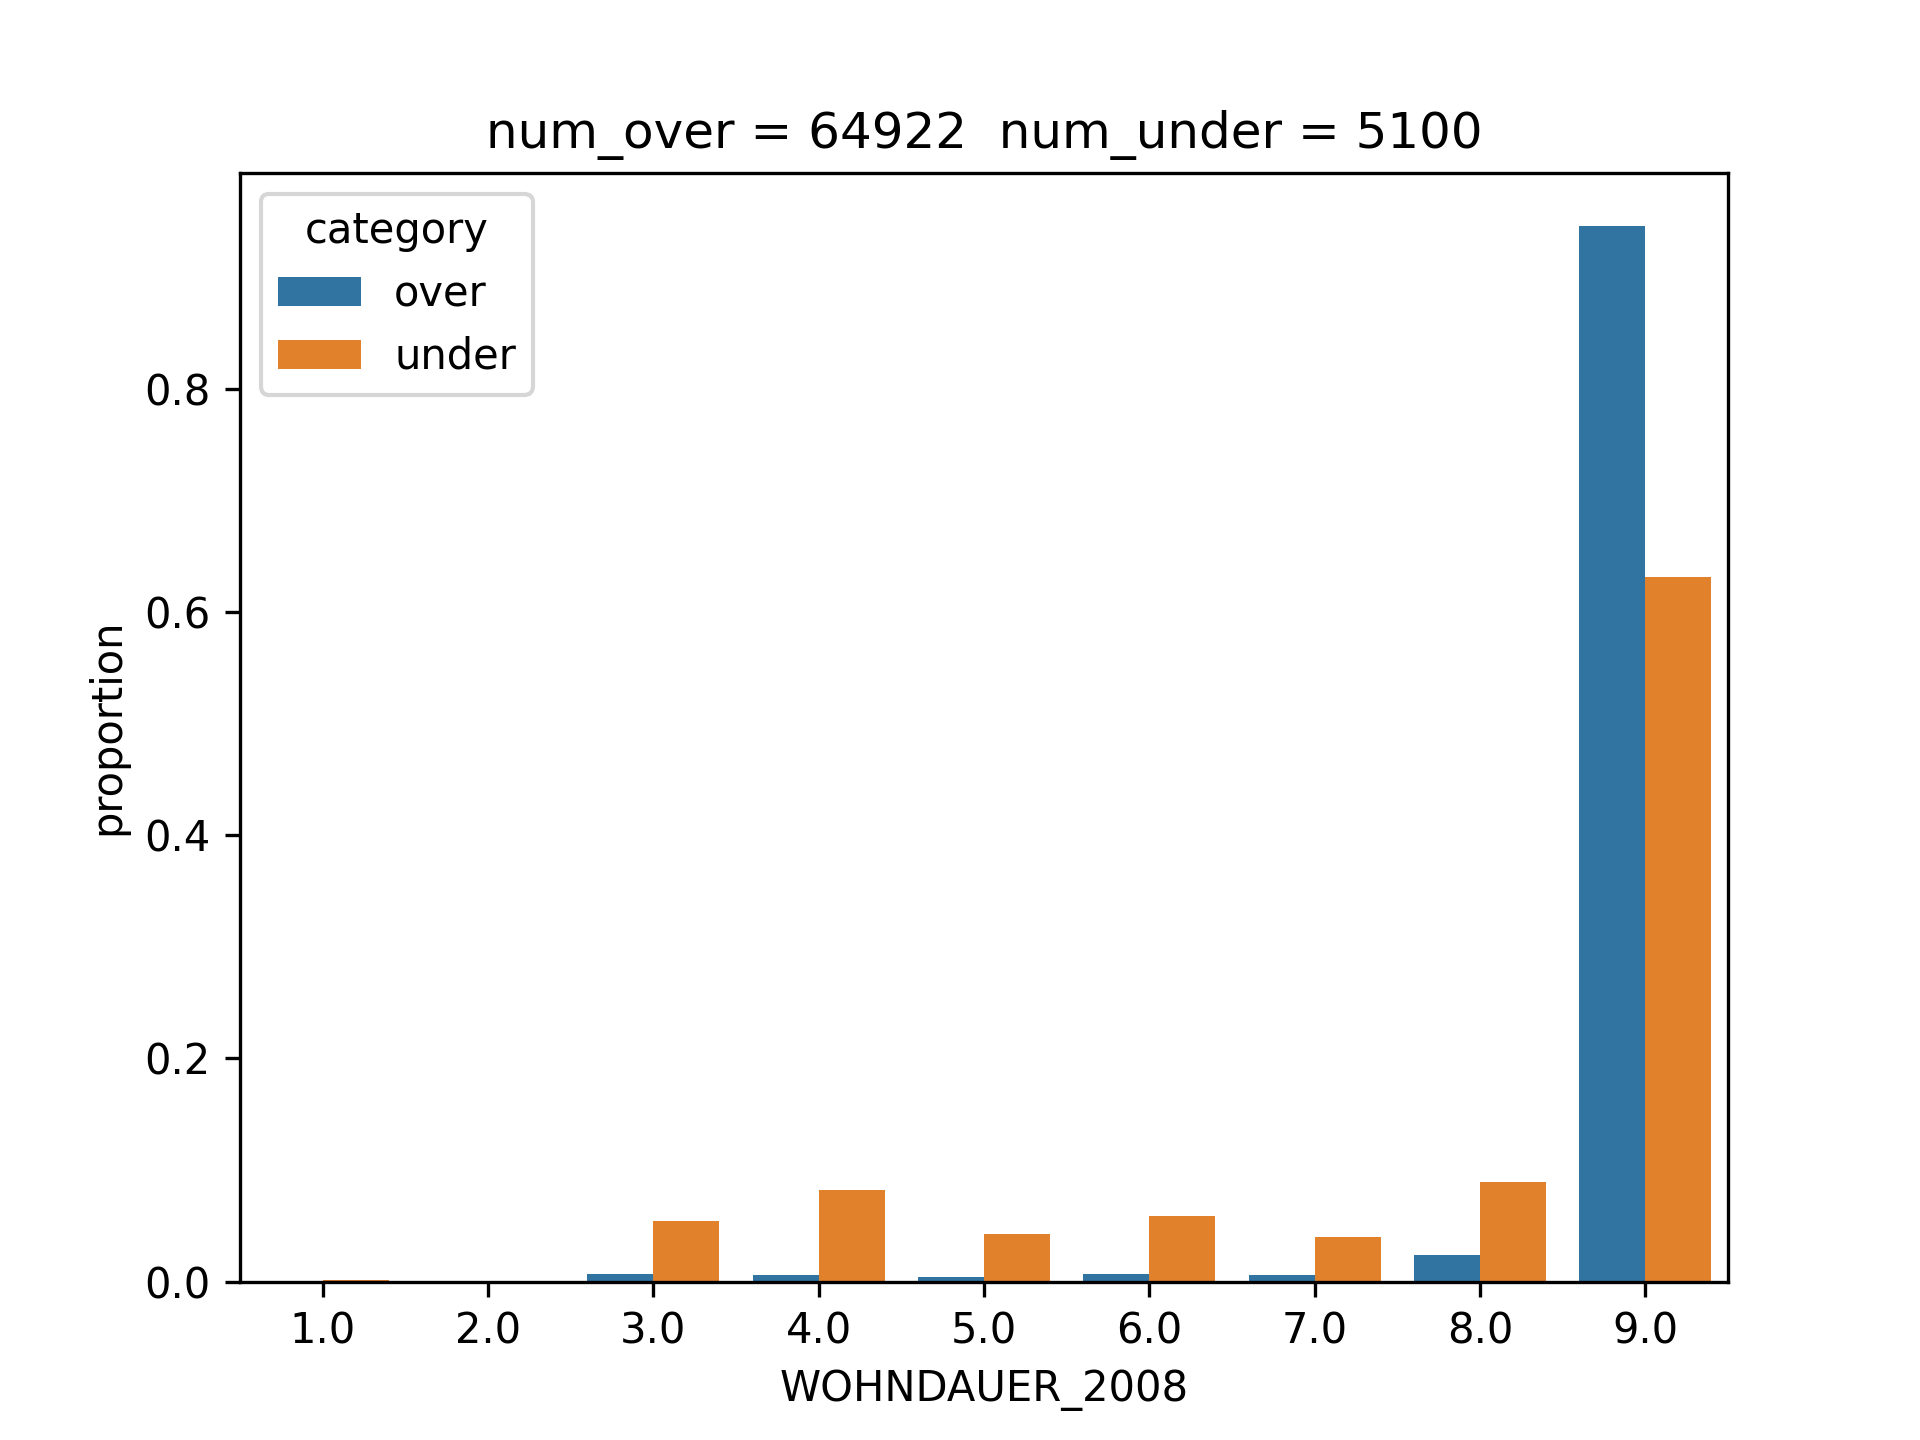 num_over = 64922  num_under = 5100
category
over
under
0.8
0.6
0.4
0.2
0.0
proportion
1.0 2.0 3.0 4.0 5.0 6.0 7.0 8.0 9.0
WOHNDAUER_2008